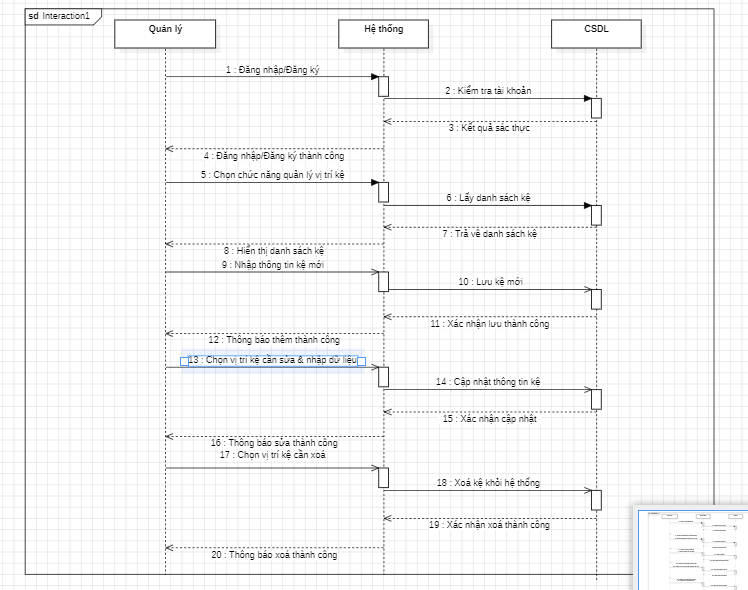 sd Interaction1
Quản lý
Hệ thống
CSDL
1 : Đăng nhập/Đăng ký
2 : Kiểm tra tài khoản
3 : Kết quả sác thực
4 : Đăng nhập/Đăng ký thành công
5 : Chọn chức năng quản lý vị trí kệ
6 : Lấy danh sách kệ
7 : Trả về danh sách kệ
8 : Hiển thị danh sách kệ
9 : Nhập thông tin kệ mới
10 : Lưu kệ mới
11 : Xác nhận lưu thành công
12 : Thông báo thêm thành công
13 : Chọn vị trí kệ cần sửa & nhập dữ liệu
14 : Cập nhật thông tin kệ
15 : Xác nhận cập nhật
16 : Thông báo sửa thành công
17 : Chọn vị trí kệ cần xoá
18 : Xoá kệ khỏi hệ thống
19 : Xác nhận xoá thành công
20 : Thông báo xoá thành công